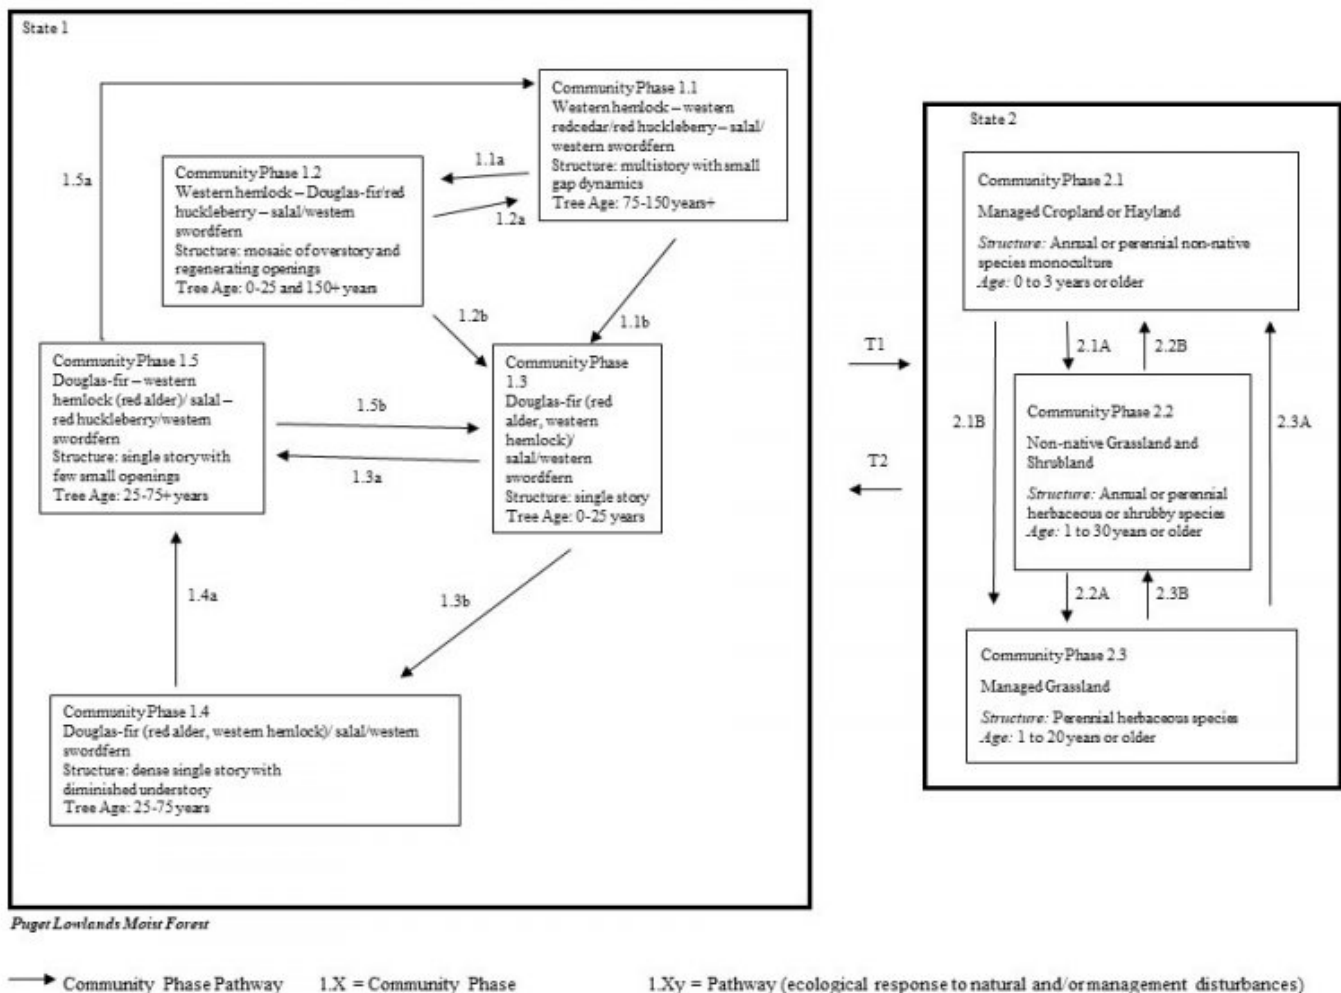 State 1
Community Phase 1.1
Western hemlock – western
redcedar/red huckleberry – salal/
western swordfern
Structure: multistory with small
gap dynamics
Tree Age: 75-150 years+
1.5a
1.1a
1.2a
Community Phase 1.2
Western hemlock – Douglas-fir/red
huckleberry – salal/western
swordfern
Structure: mosaic of overstory and
regenerating openings
Tree Age: 0-25 and 150+ years
1.2b
1.1b
Community Phase 1.5
Douglas-fir – western
hemlock (red alder)/ salal –
red huckleberry/western
swordfern
Structure: single story with
few small openings
Tree Age: 25-75+ years
1.5b
1.3a
Community Phase
1.3
Douglas-fir (red
alder, western
hemlock)/
salal/western
swordfern
Structure: single story
Tree Age: 0-25 years
1.4a
1.3b
Community Phase 1.4
Douglas-fir (red alder, western hemlock)/ salal/western
swordfern
Structure: dense single story with
diminished understory
Tree Age: 25-75 years
T1
T2
State 2
Community Phase 2.1
Managed Cropland or Hayland
Structure: Annual or perennial non-native
species monoculture
Age: 0 to 3 years or older
2.1A
2.2B
2.1B
2.3A
Community Phase 2.2
Non-native Grassland and
Shrubland
Structure: Annual or perennial
herbaceous or shrubby species
Age: 1 to 30 years or older
2.2A
2.3B
Community Phase 2.3
Managed Grassland
Structure: Perennial herbaceous species
Age: 1 to 20 years or older
Puget Lowlands Moist Forest
Community Phase Pathway 1.X = Community Phase 1.Xy = Pathway (ecological response to natural and/or management disturbances)